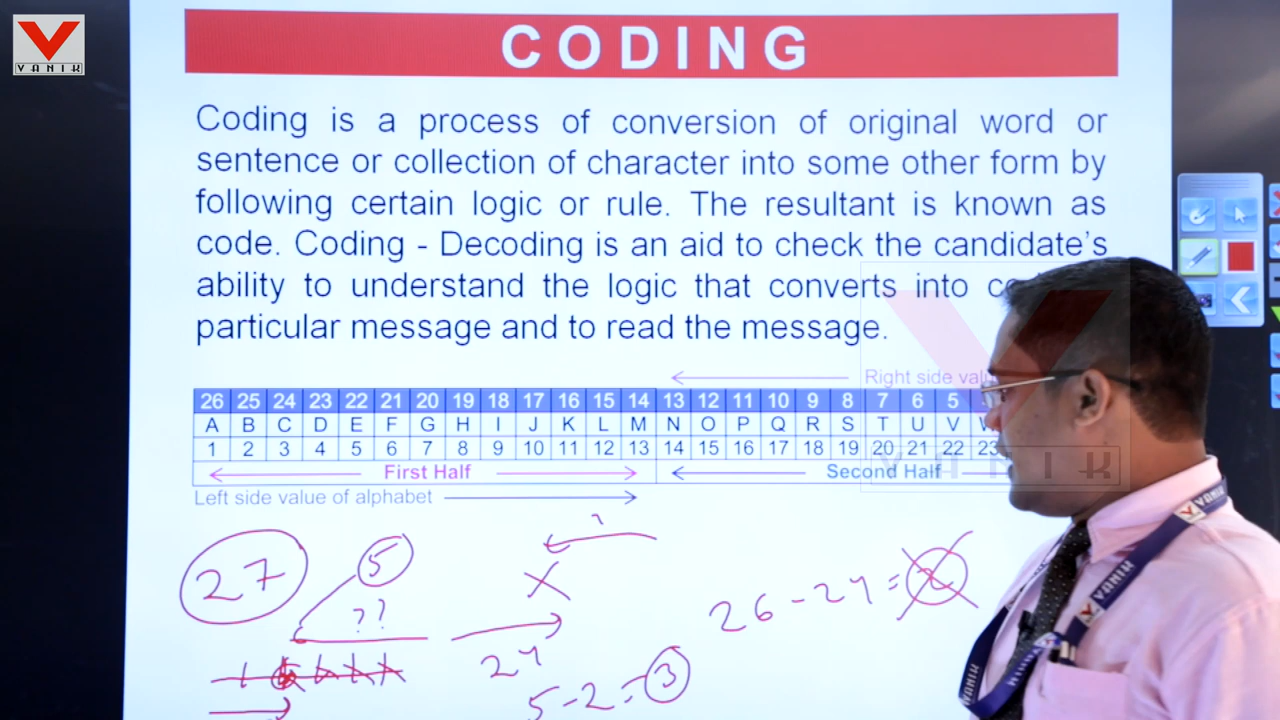 VANIK
CODING
Coding is a process of conversion of original word or
sentence or collection of character into some other form by
following certain logic or rule. The resultant is known as
code. Coding - Decoding is an aid to check the candidate's
ability to understand the logic that converts into
particular message and to read the message.
Right side
26 25 24 23 22 21 20 19 18 17 16 15 14 13 12 11 10 9 8 7 6 5
A B C D E F G H I J K L M N O P Q R S T U V W
1 2 3 4 5 6 7 8 9 10 11 12 13 14 15 16 17 18 19 20 21 22 23
First Half Second Half
VANIK
Left side value of alphabet
27 5 ?
?? X 26-24=2
24
5-2=3
VANIK
VANIK